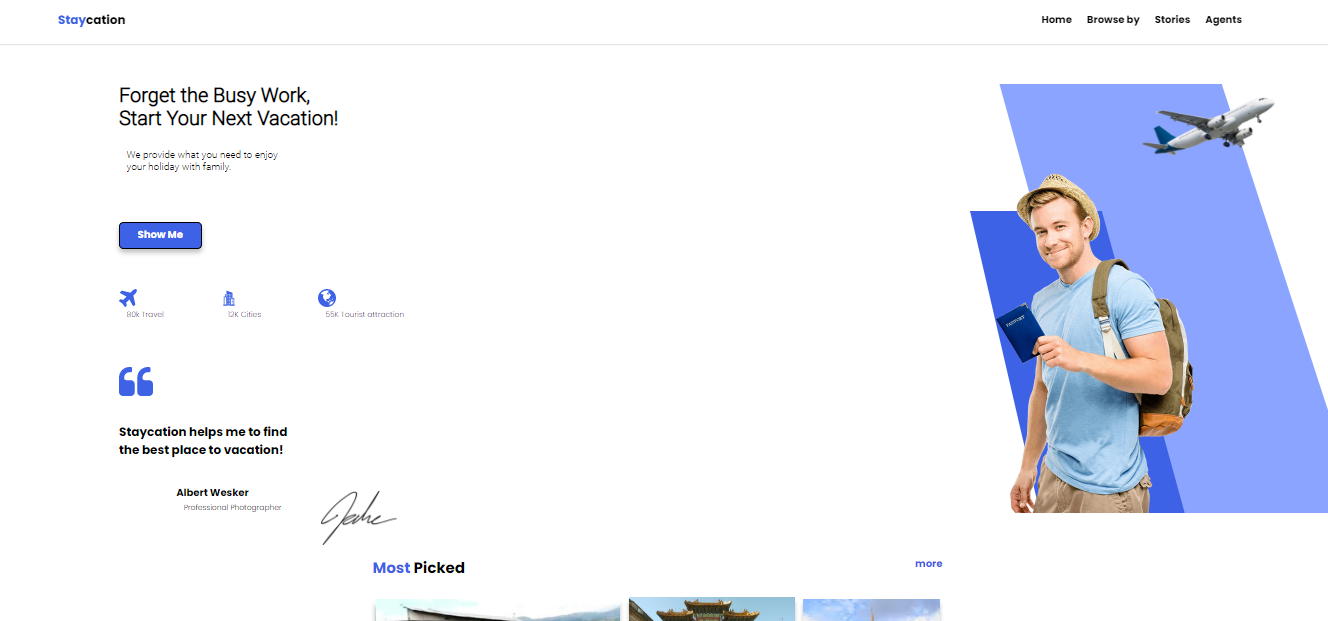 Staycation
Home Browse by Stories Agents
Forget the Busy Work,
Start Your Next Vacation!
We provide what you need to enjoy
your holiday with family.
Show Me
80k Travel 12K Cities 55K Tourist attraction
PASSPORT
Staycation helps me to find
the best place to vacation!
Albert Wesker
Professional Photographer
Most Picked more